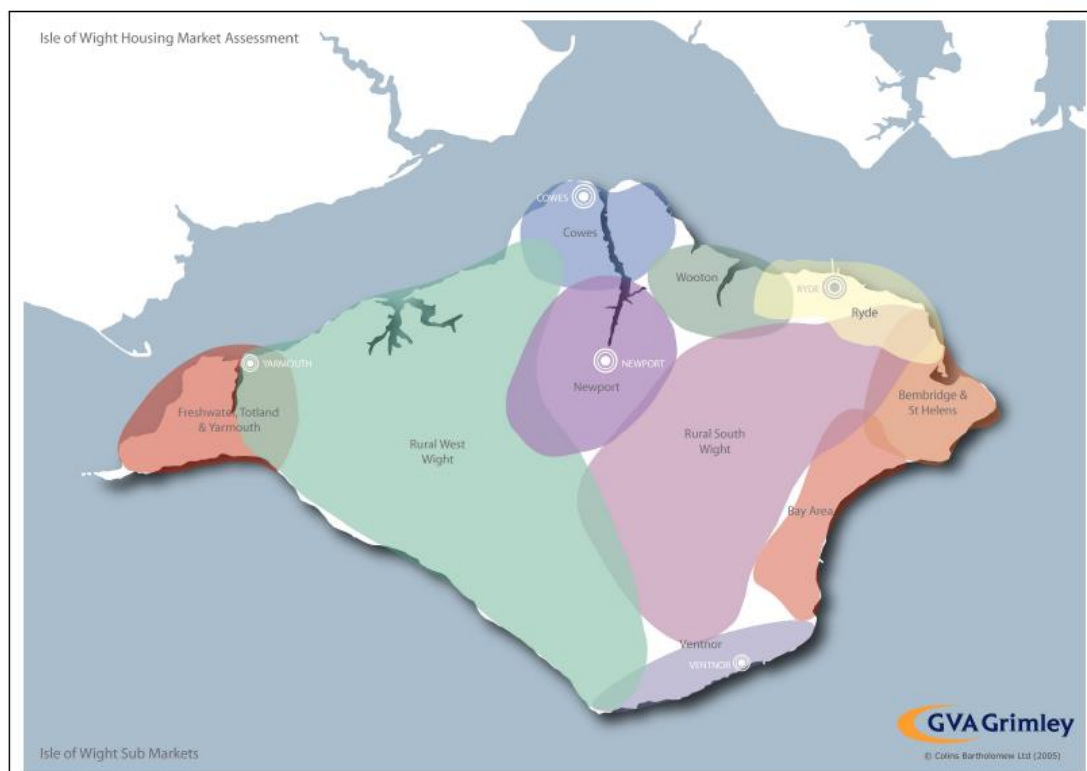 Isle of Wight Housing Market Assessment
COWES
Cowes
Wooton
RYDE
Ryde
YARMOUTH
NEWPORT
Newport
Freshwater, Totland
& Yarmouth
Bembridge &
St Helens
Rural West
Wight
Rural South
Wight
Bay Area
Ventnor
VENTNOR
GVA Grimley
Isle of Wight Sub Markets
© Colins Bartholomew Ltd (2005)